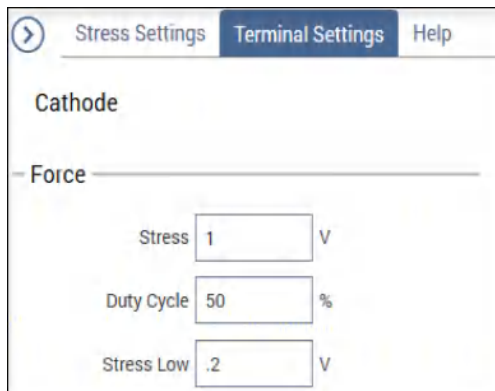 Stress Settings Terminal Settings Help
Cathode
Force
Stress 1 V
Duty Cycle 50 %
Stress Low .2 V